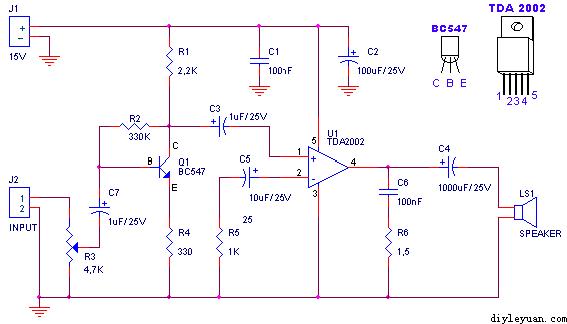 J1
+
-
15V
R1
2,2K
C1
100nF
+
C2
100uF/25V
BC547
C B E
TDA 2002
1 2 3 4 5
R2
330K
C3
+
1uF/25V
C
B
E
Q1
BC547
U1
TDA2002
5
1
+
2
-
3
4
C5
+
10uF/25V
C4
+
1000uF/25V
J2
1
2
INPUT
C7
+
1uF/25V
R3
4,7K
R4
330
25
R5
1K
C6
100nF
R6
1,5
LS1
SPEAKER
diyleyuan.com